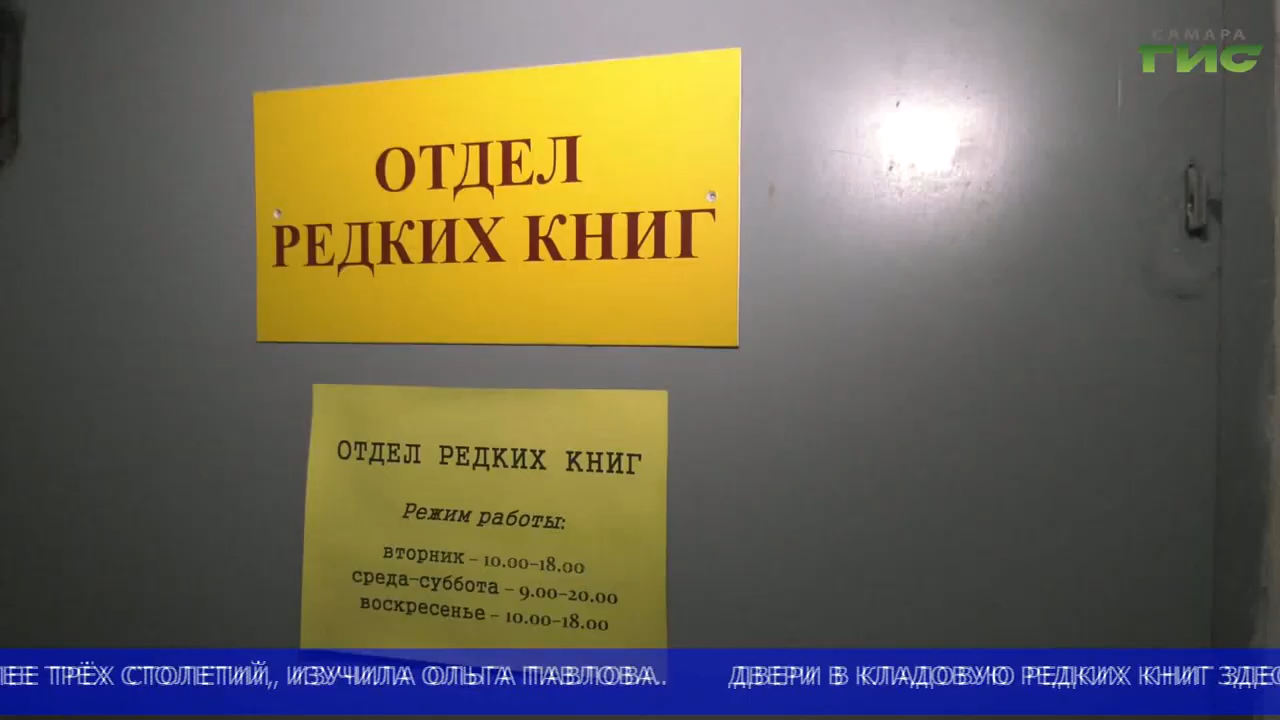 САМАРА
ГИС
ОТДЕЛ
РЕДКИХ КНИГ
ОТДЕЛ РЕДКИХ КНИГ
Режим работы:
вторник – 10.00–18.00
среда–суббота – 9.00–20.00
воскресенье – 10.00–18.00
ТРЁХ СТОЛЕТИЙ, ИЗУЧИЛА ОЛЬГА ПАВЛОВА. ДВЕРИ В КЛАДОВУЮ РЕДКИХ КНИГ